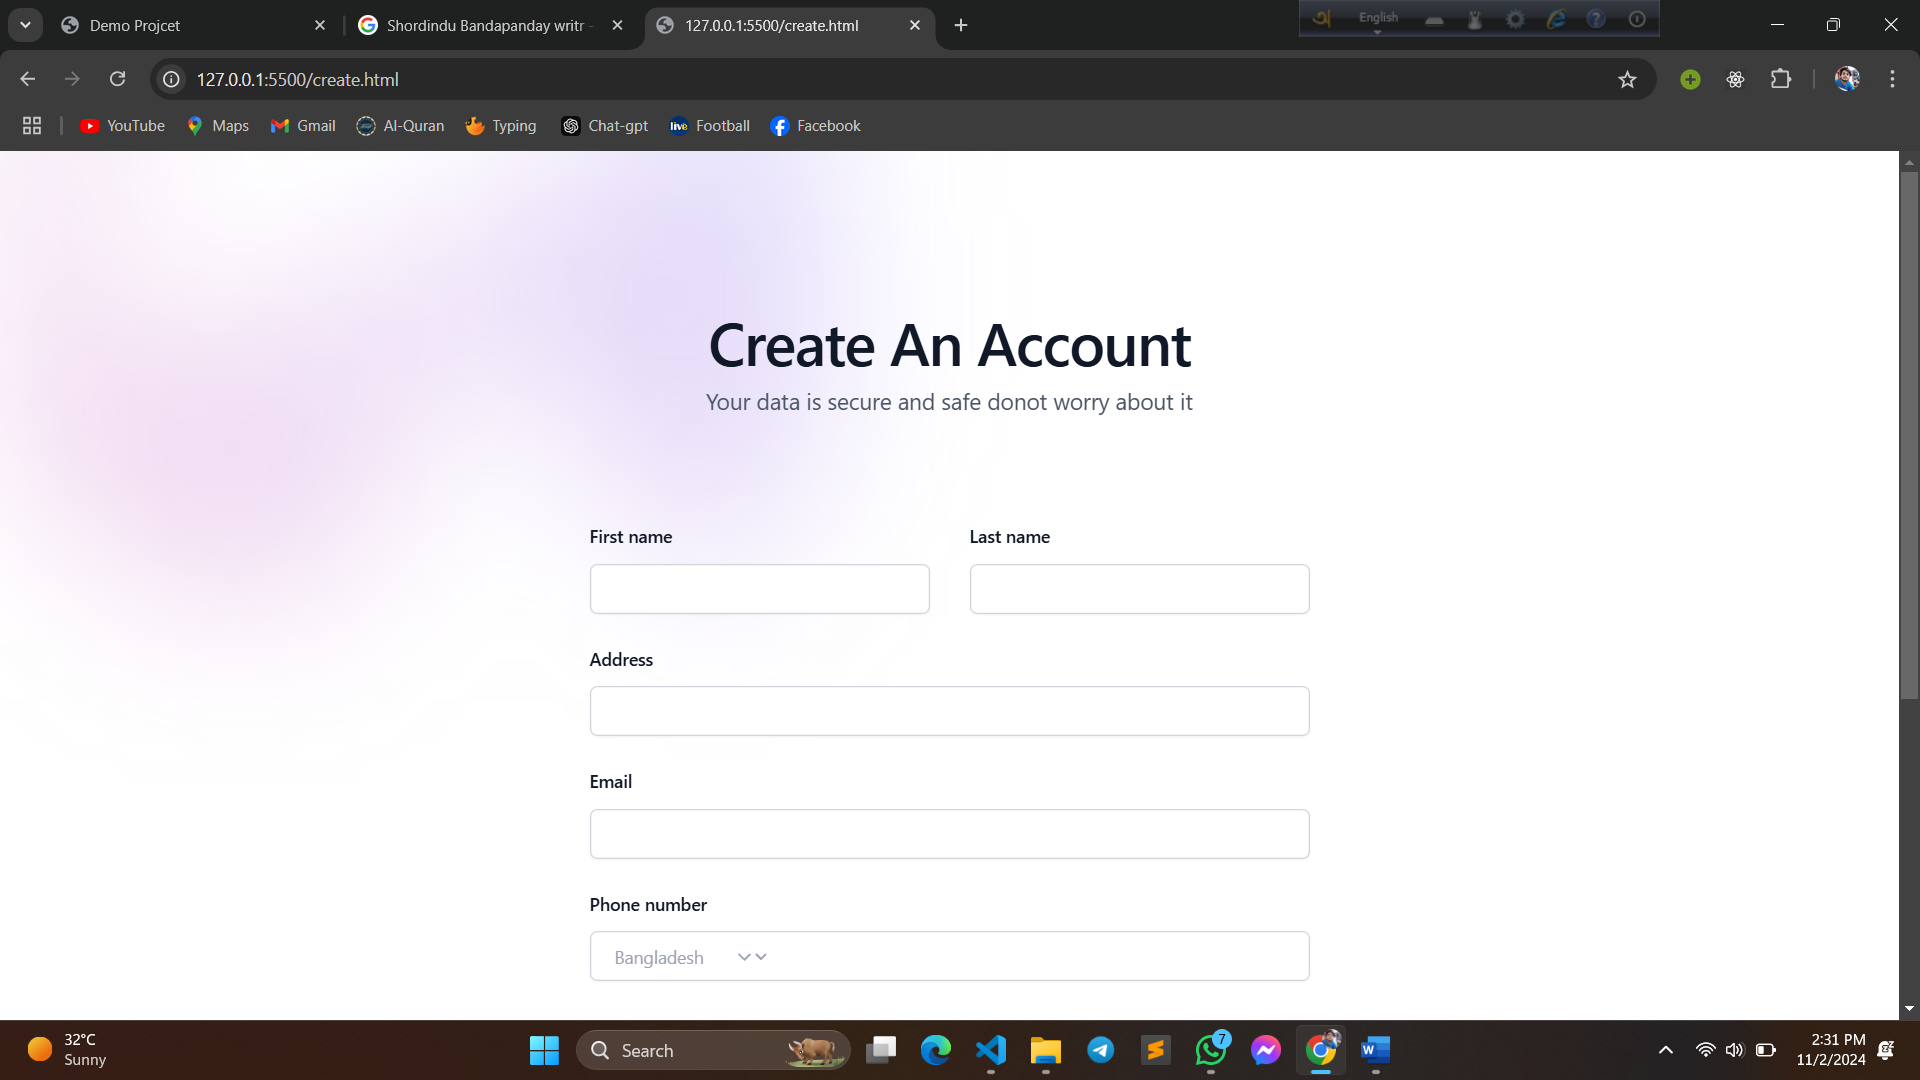 Demo Projcet
Shordindu Bandapanday writr -
127.0.0.1:5500/create.html
অ English
127.0.0.1:5500/create.html
YouTube Maps Gmail Al-Quran Typing Chat-gpt live Football Facebook
Create An Account
Your data is secure and safe donot worry about it
First name Last name
Address
Email
Phone number
Bangladesh
32°C
Sunny
Search
7
2:31 PM
11/2/2024